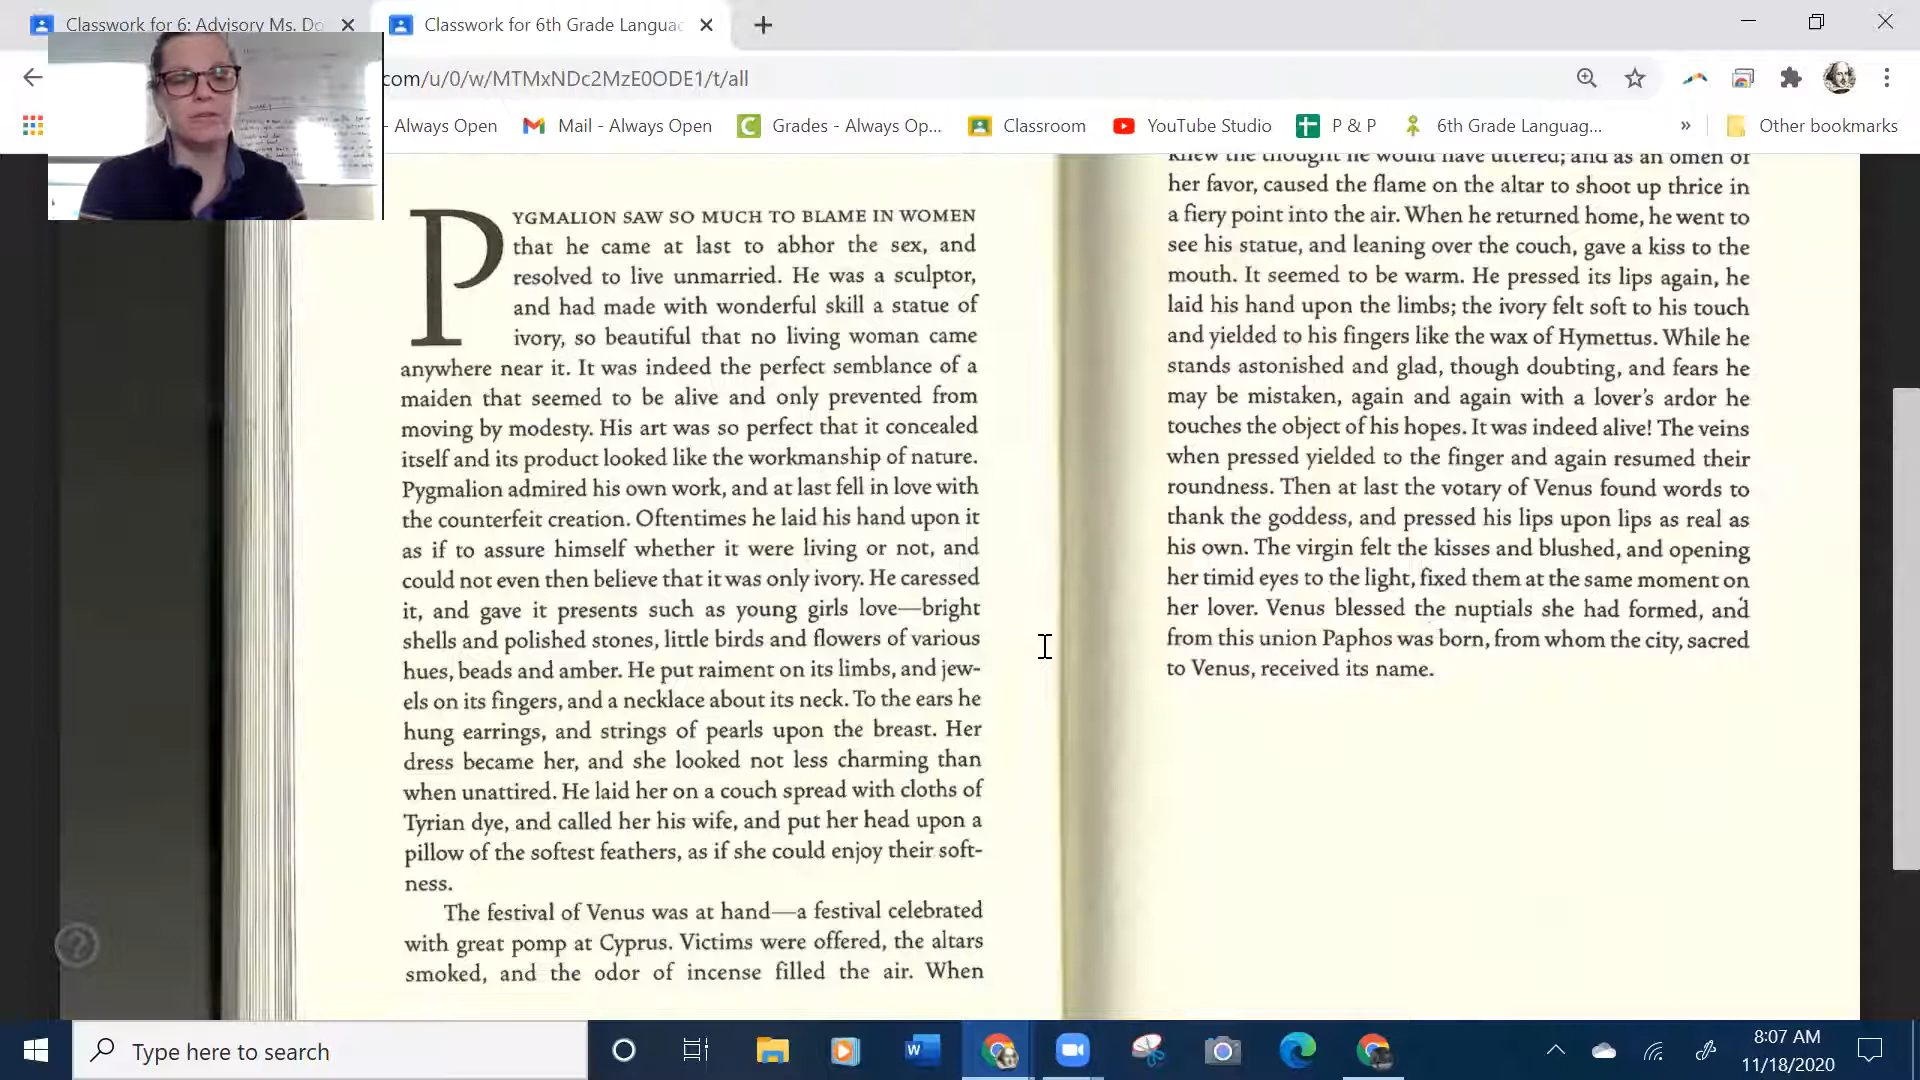 Classwork for 6: Advisory Ms. Do
Classwork for 6th Grade Languag
com/u/0/w/MTMxNDc2MzE0ODE1/t/all
- Always Open
Mail - Always Open
Grades - Always Op...
Classroom
YouTube Studio
P & P
6th Grade Languag...
»
Other bookmarks
PYGMALION SAW SO MUCH TO BLAME IN WOMEN
that he came at last to abhor the sex, and
resolved to live unmarried. He was a sculptor,
and had made with wonderful skill a statue of
ivory, so beautiful that no living woman came
anywhere near it. It was indeed the perfect semblance of a
maiden that seemed to be alive and only prevented from
moving by modesty. His art was so perfect that it concealed
itself and its product looked like the workmanship of nature.
Pygmalion admired his own work, and at last fell in love with
the counterfeit creation. Oftentimes he laid his hand upon it
as if to assure himself whether it were living or not, and
could not even then believe that it was only ivory. He caressed
it, and gave it presents such as young girls love—bright
shells and polished stones, little birds and flowers of various
hues, beads and amber. He put raiment on its limbs, and jew-
els on its fingers, and a necklace about its neck. To the ears he
hung earrings, and strings of pearls upon the breast. Her
dress became her, and she looked not less charming than
when unattired. He laid her on a couch spread with cloths of
Tyrian dye, and called her his wife, and put her head upon a
pillow of the softest feathers, as if she could enjoy their soft-
ness.
The festival of Venus was at hand—a festival celebrated
with great pomp at Cyprus. Victims were offered, the altars
smoked, and the odor of incense filled the air. When
knew the thought he would have uttered; and as an omen of
her favor, caused the flame on the altar to shoot up thrice in
a fiery point into the air. When he returned home, he went to
see his statue, and leaning over the couch, gave a kiss to the
mouth. It seemed to be warm. He pressed its lips again, he
laid his hand upon the limbs; the ivory felt soft to his touch
and yielded to his fingers like the wax of Hymettus. While he
stands astonished and glad, though doubting, and fears he
may be mistaken, again and again with a lover's ardor he
touches the object of his hopes. It was indeed alive! The veins
when pressed yielded to the finger and again resumed their
roundness. Then at last the votary of Venus found words to
thank the goddess, and pressed his lips upon lips as real as
his own. The virgin felt the kisses and blushed, and opening
her timid eyes to the light, fixed them at the same moment on
her lover. Venus blessed the nuptials she had formed, and
from this union Paphos was born, from whom the city, sacred
to Venus, received its name.
Type here to search
8:07 AM
11/18/2020